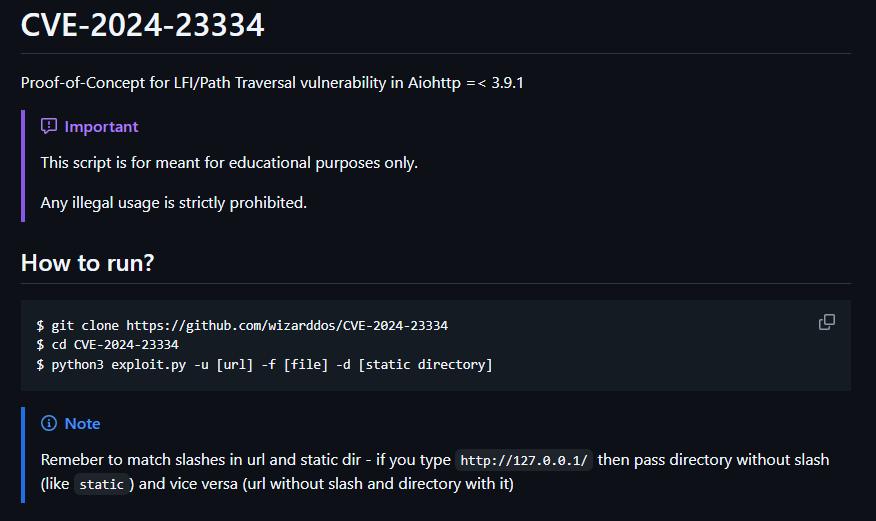 CVE-2024-23334
Proof-of-Concept for LFI/Path Traversal vulnerability in Aiohttp =< 3.9.1
Important
This script is for meant for educational purposes only.
Any illegal usage is strictly prohibited.
How to run?
$ git clone https://github.com/wizarddos/CVE-2024-23334
$ cd CVE-2024-23334
$ python3 exploit.py -u [url] -f [file] -d [static directory]
Note
Remeber to match slashes in url and static dir - if you type http://127.0.0.1/ then pass directory without slash
(like static ) and vice versa (url without slash and directory with it)